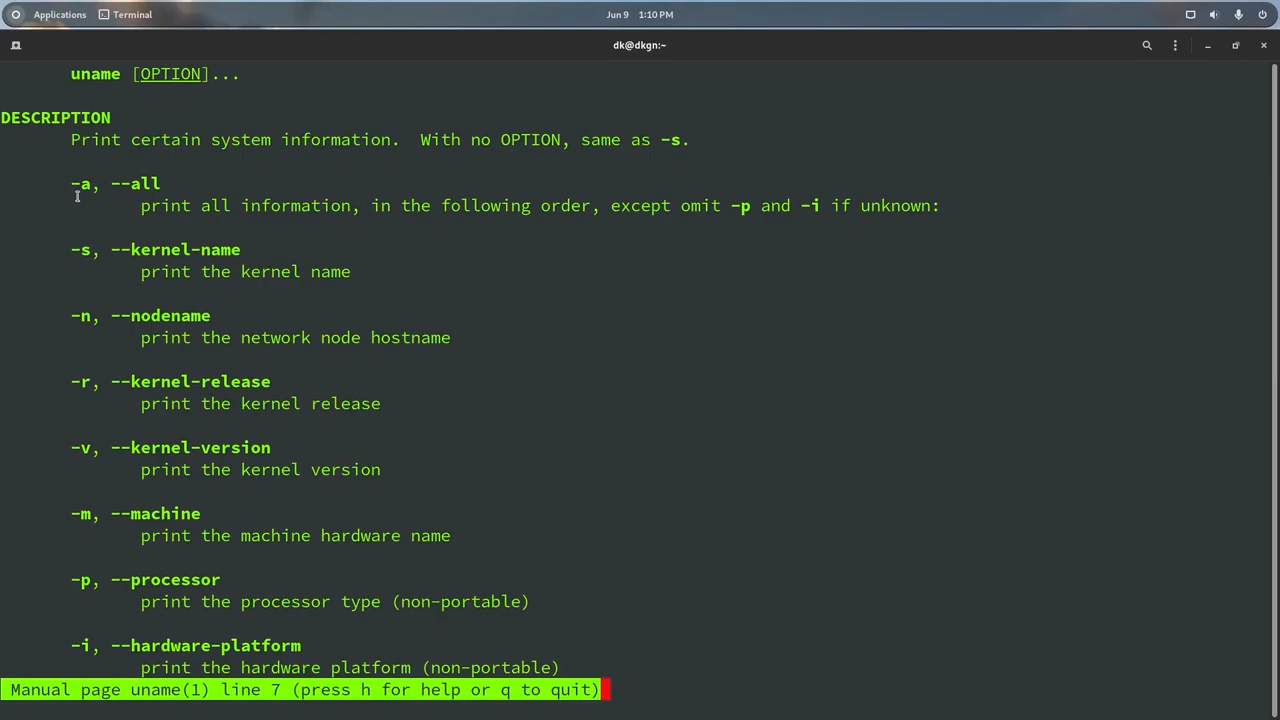 Applications Terminal Jun 9 1:10 PM
dk@dkgn:~
uname [OPTION]...
DESCRIPTION
Print certain system information. With no OPTION, same as -s.
-a, --all
print all information, in the following order, except omit -p and -i if unknown:
-s, --kernel-name
print the kernel name
-n, --nodename
print the network node hostname
-r, --kernel-release
print the kernel release
-v, --kernel-version
print the kernel version
-m, --machine
print the machine hardware name
-p, --processor
print the processor type (non-portable)
-i, --hardware-platform
print the hardware platform (non-portable)
Manual page uname(1) line 7 (press h for help or q to quit)